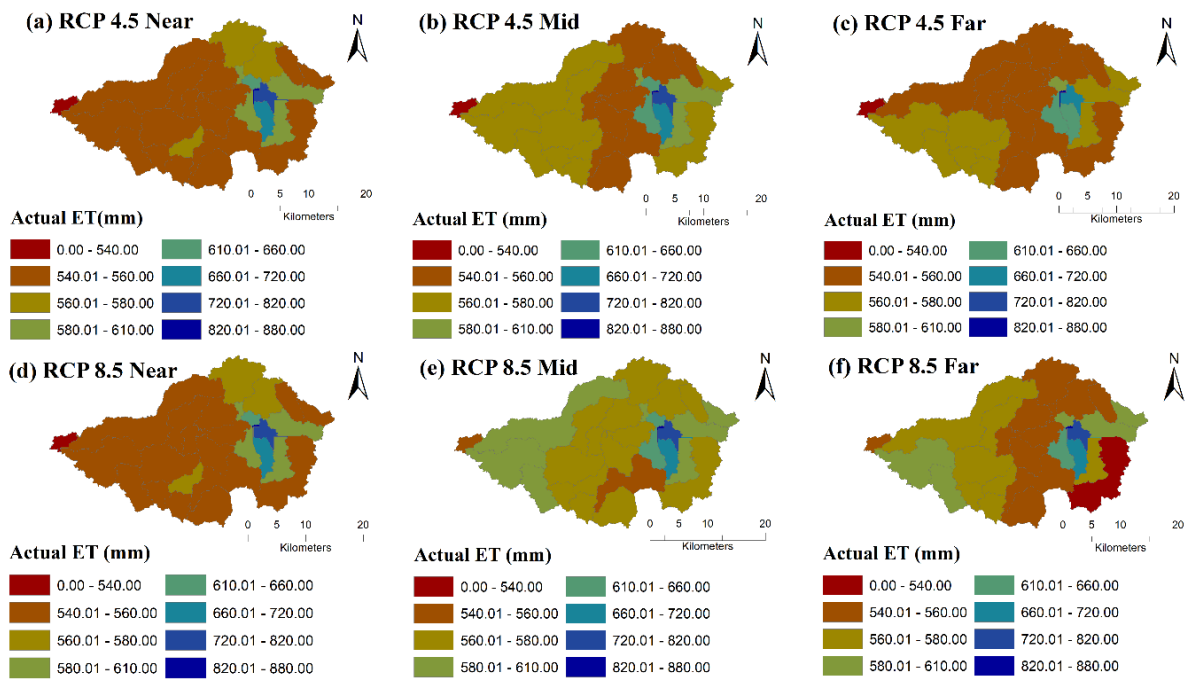 (a) RCP 4.5 Near
N
0 5 10 20
Kilometers
Actual ET(mm)
0.00 - 540.00
540.01 - 560.00
560.01 - 580.00
580.01 - 610.00
610.01 - 660.00
660.01 - 720.00
720.01 - 820.00
820.01 - 880.00
(b) RCP 4.5 Mid
N
0 5 10 20
Kilometers
Actual ET (mm)
0.00 - 540.00
540.01 - 560.00
560.01 - 580.00
580.01 - 610.00
610.01 - 660.00
660.01 - 720.00
720.01 - 820.00
820.01 - 880.00
(c) RCP 4.5 Far
N
0 5 10 20
Kilometers
Actual ET (mm)
0.00 - 540.00
540.01 - 560.00
560.01 - 580.00
580.01 - 610.00
610.01 - 660.00
660.01 - 720.00
720.01 - 820.00
820.01 - 880.00
(d) RCP 8.5 Near
N
0 5 10 20
Kilometers
Actual ET (mm)
0.00 - 540.00
540.01 - 560.00
560.01 - 580.00
580.01 - 610.00
610.01 - 660.00
660.01 - 720.00
720.01 - 820.00
820.01 - 880.00
(e) RCP 8.5 Mid
N
0 5 10 20
Kilometers
Actual ET (mm)
0.00 - 540.00
540.01 - 560.00
560.01 - 580.00
580.01 - 610.00
610.01 - 660.00
660.01 - 720.00
720.01 - 820.00
820.01 - 880.00
(f) RCP 8.5 Far
N
0 5 10 20
Kilometers
Actual ET (mm)
0.00 - 540.00
540.01 - 560.00
560.01 - 580.00
580.01 - 610.00
610.01 - 660.00
660.01 - 720.00
720.01 - 820.00
820.01 - 880.00